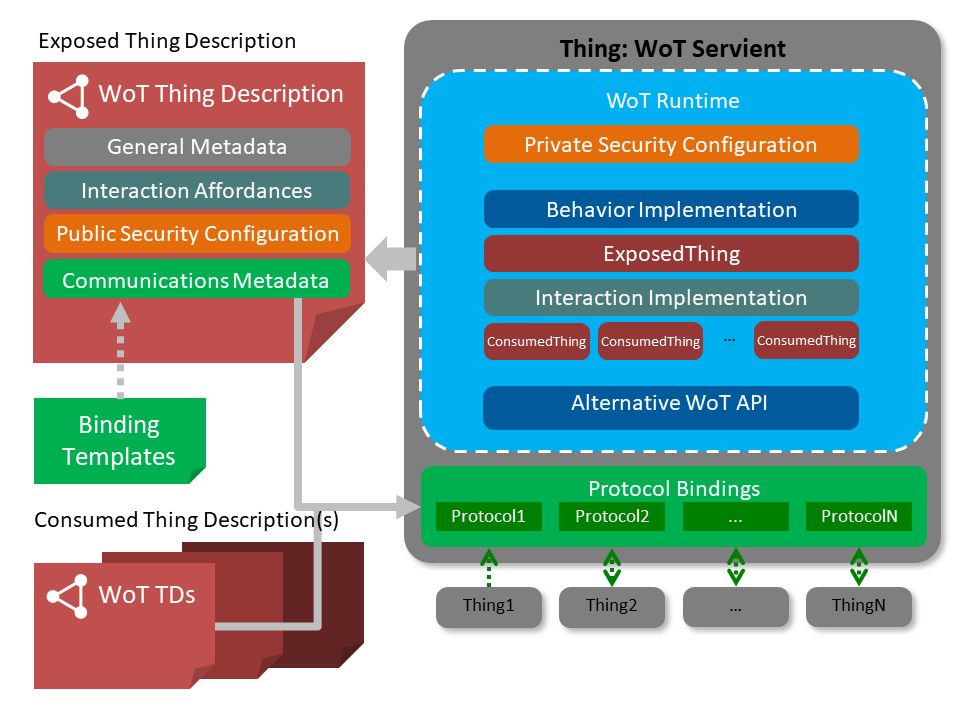 Exposed Thing Description
WoT Thing Description
General Metadata
Interaction Affordances
Public Security Configuration
Communications Metadata
Binding
Templates
Consumed Thing Description(s)
WoT TDs
Thing: WoT Servient
WoT Runtime
Private Security Configuration
Behavior Implementation
ExposedThing
Interaction Implementation
ConsumedThing ConsumedThing ... ConsumedThing
Alternative WoT API
Protocol Bindings
Protocol1 Protocol2 ... ProtocolN
Thing1 Thing2 ... ThingN